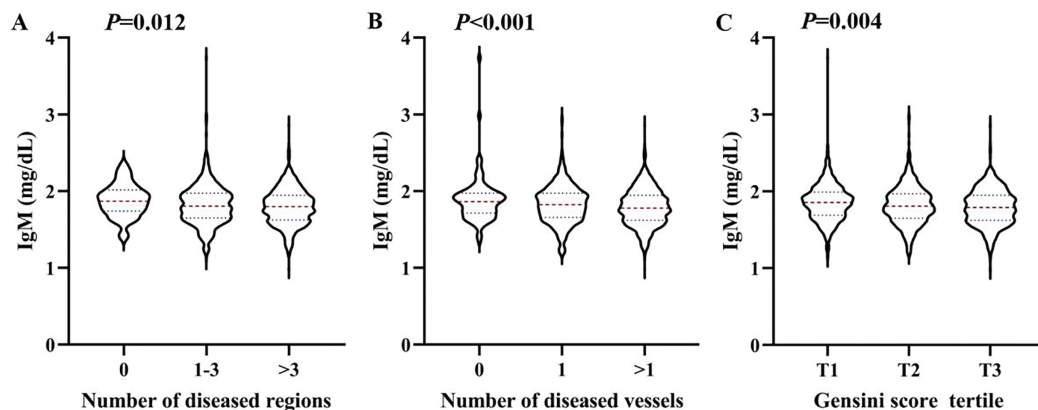 A
P=0.012
IgM (mg/dL)
4
3
2
1
0
0
1-3
>3
Number of diseased regions
B
P<0.001
IgM (mg/dL)
4
3
2
1
0
0
1
>1
Number of diseased vessels
C
P=0.004
IgM (mg/dL)
4
3
2
1
0
T1
T2
T3
Gensini score tertile